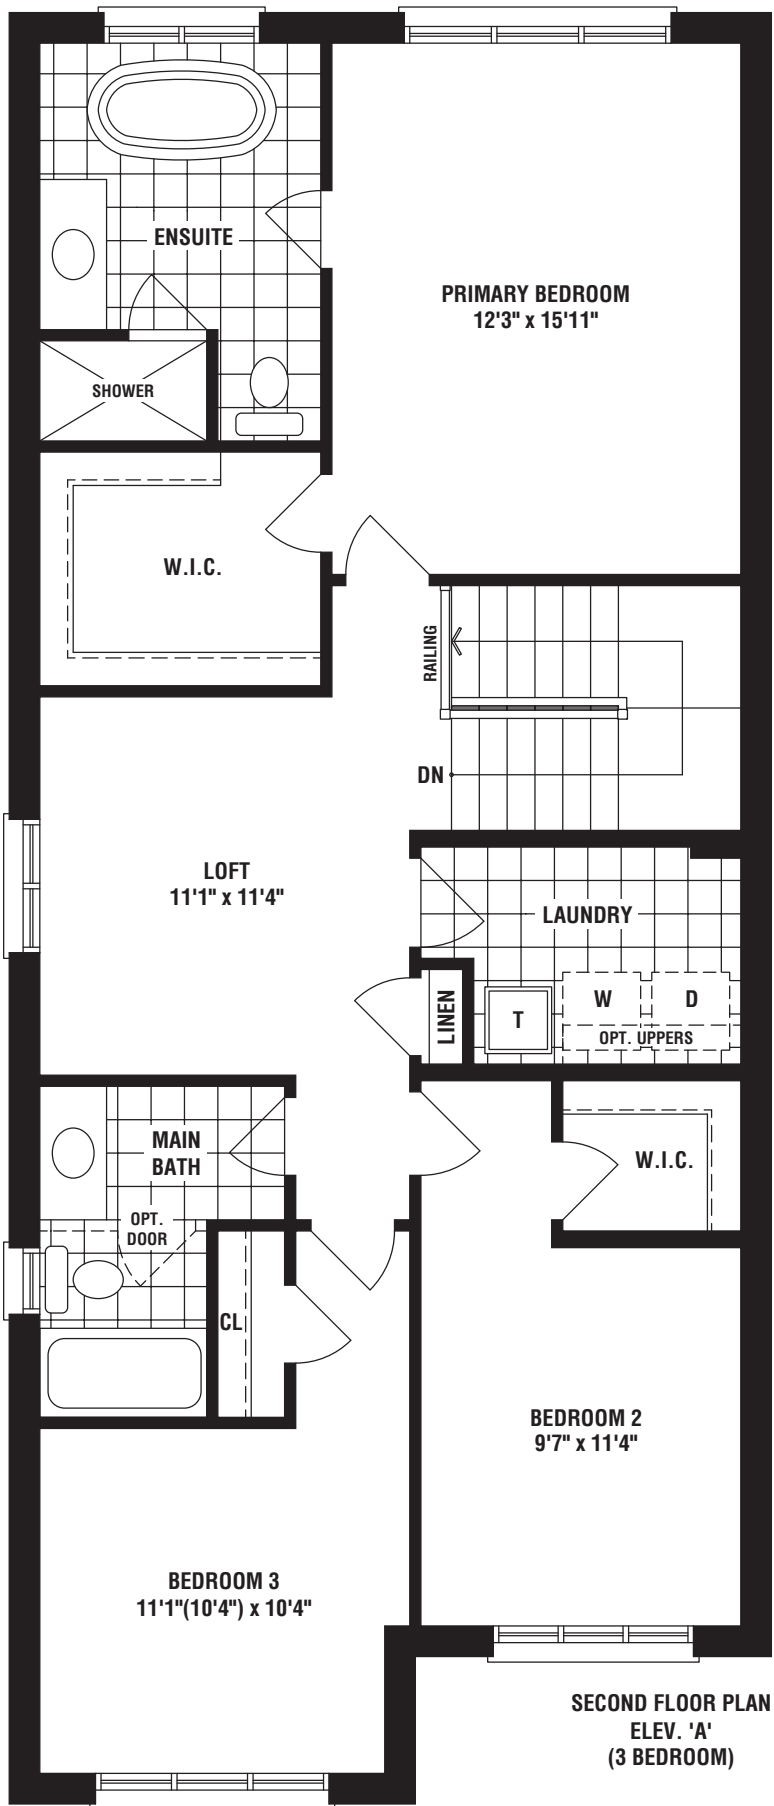 ENSUITE
PRIMARY BEDROOM
12'3" x 15'11"
SHOWER
W.I.C.
RAILING
DN
LOFT
11'1" x 11'4"
LAUNDRY
LINEN
T
W
D
OPT. UPPERS
MAIN
BATH
W.I.C.
OPT.
DOOR
CL
BEDROOM 2
9'7" x 11'4"
BEDROOM 3
11'1"(10'4") x 10'4"
SECOND FLOOR PLAN
ELEV. 'A'
(3 BEDROOM)